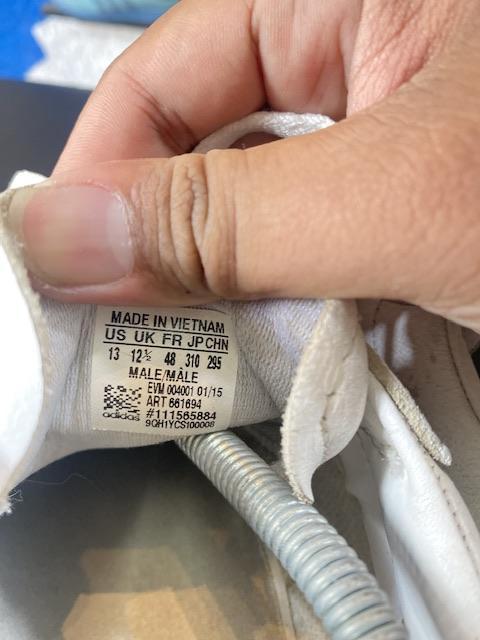 MADE IN VIETNAM
US UK FR JP CHN
13 12½ 48 310 295
MALE/MÂLE
EVM 004001 01/15
ART 661694
#111565884
adidas 9QH1YCS100008